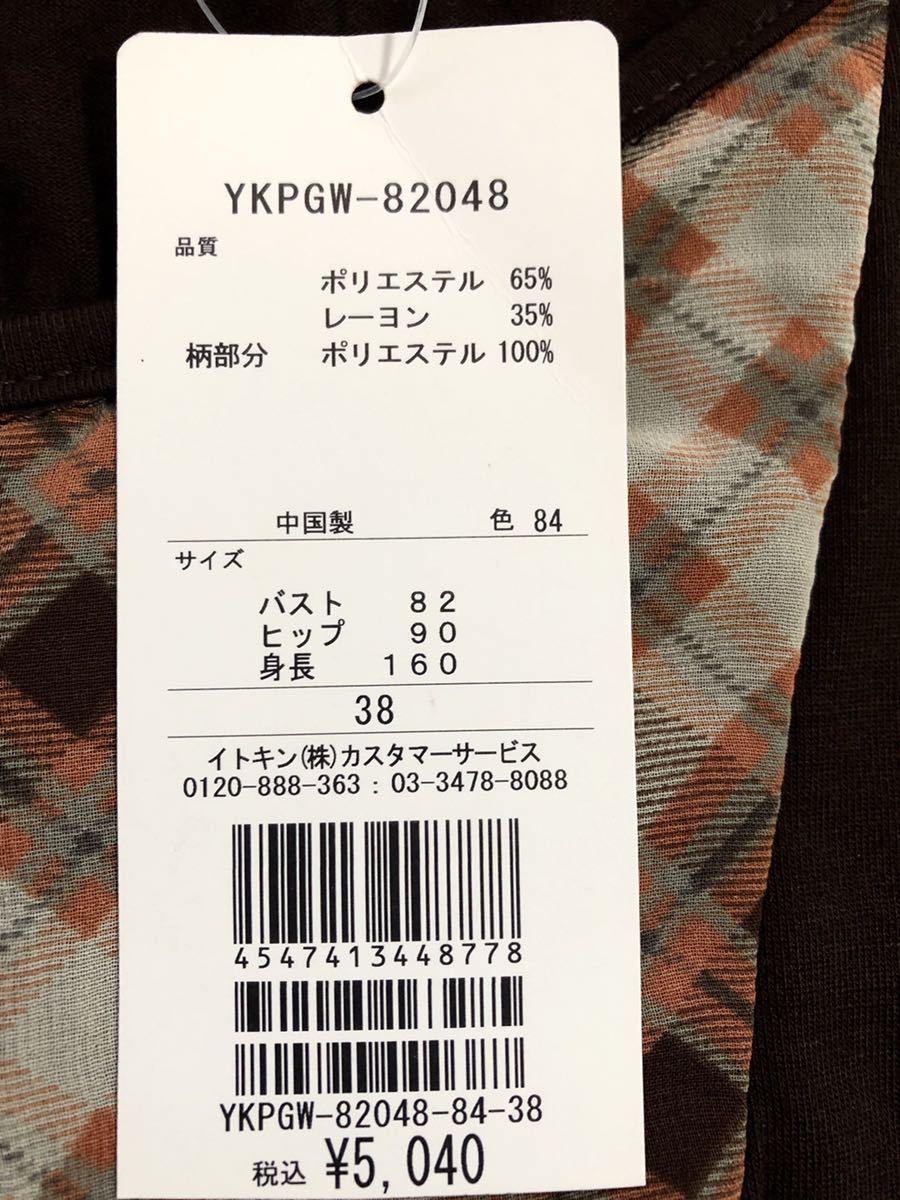 YKPGW-82048
品質
ポリエステル 65%
レーヨン 35%
柄部分 ポリエステル 100%
中国製 色 84
サイズ
バスト 82
ヒップ 90
身長 160
38
イトキン(株)カスタマーサービス
0120-888-363 : 03-3478-8088
4547413448778
YKPGW-82048-84-38
税込 ¥5,040